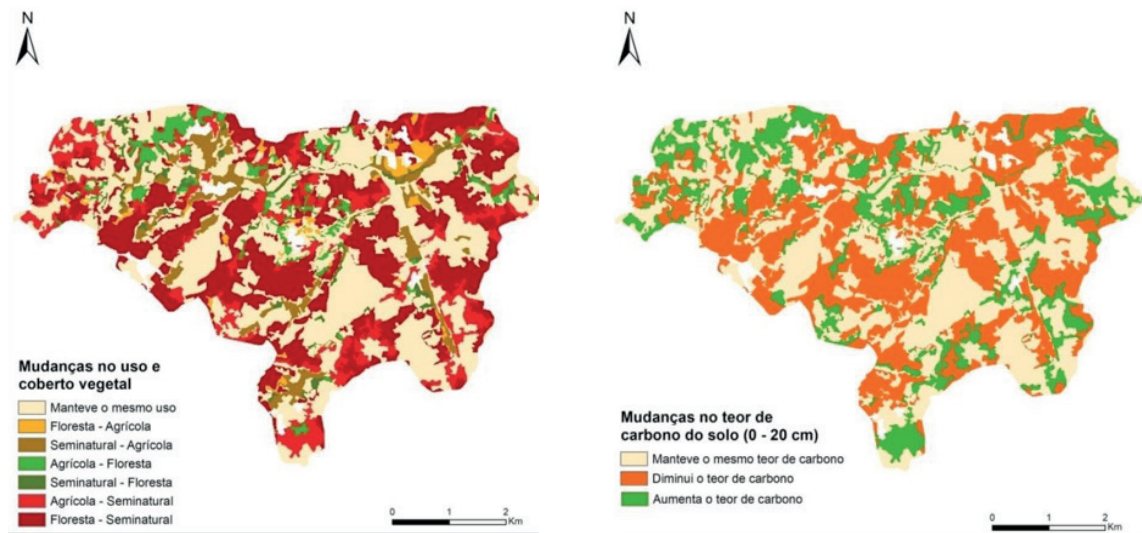 N
Mudanças no uso e
coberto vegetal
Manteve o mesmo uso
Floresta - Agrícola
Seminatural - Agrícola
Agrícola - Floresta
Seminatural - Floresta
Agrícola - Seminatural
Floresta - Seminatural
0 1 2
Km
N
Mudanças no teor de
carbono do solo (0 - 20 cm)
Manteve o mesmo teor de carbono
Diminui o teor de carbono
Aumenta o teor de carbono
0 1 2
Km